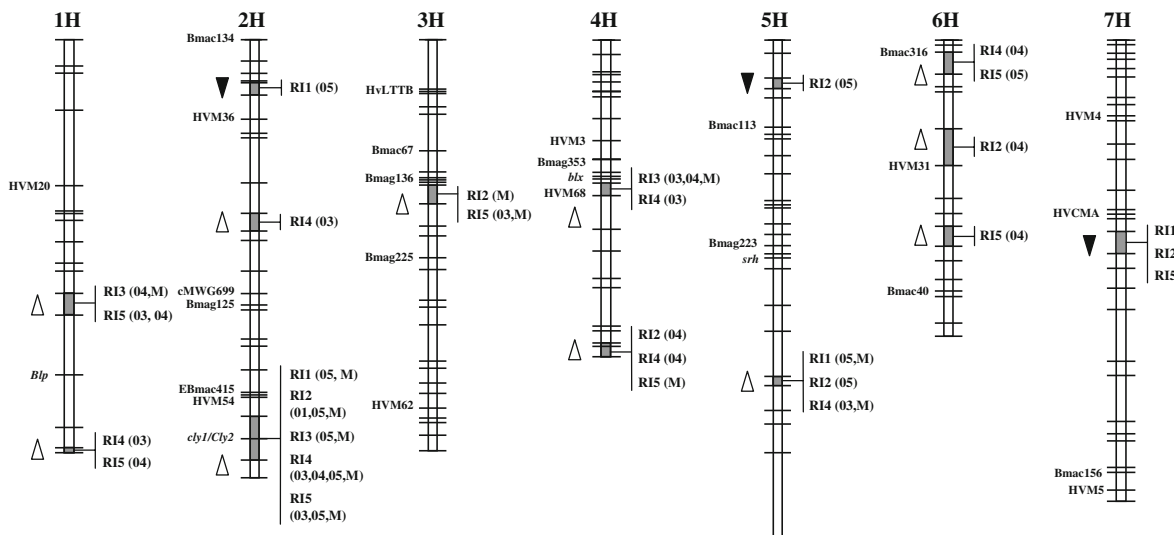 1H
HVM20
RI3 (04,M)
RI5 (03, 04)
Blp
RI4 (03)
RI5 (04)
2H
Bmac134
RI1 (05)
HVM36
RI4 (03)
cMWG699
Bmag125
EBmac415
HVM54
cly1/Cly2
RI1 (05, M)
RI2
(01,05,M)
RI3 (05,M)
RI4
(03,04,05,M)
RI5
(03,05,M)
3H
HvLTTB
Bmac67
Bmag136
RI2 (M)
RI5 (03,M)
Bmag225
HVM62
4H
HVM3
Bmag353
blx
HVM68
RI3 (03,04,M)
RI4 (03)
RI2 (04)
RI4 (04)
RI5 (M)
5H
RI2 (05)
Bmac113
Bmag223
srh
RI1 (05,M)
RI2 (05)
RI4 (03,M)
6H
Bmac316
RI4 (04)
RI5 (05)
RI2 (04)
HVM31
RI5 (04)
Bmac40
7H
HVM4
HVCMA
RI1
RI2
RI5
Bmac156
HVM5